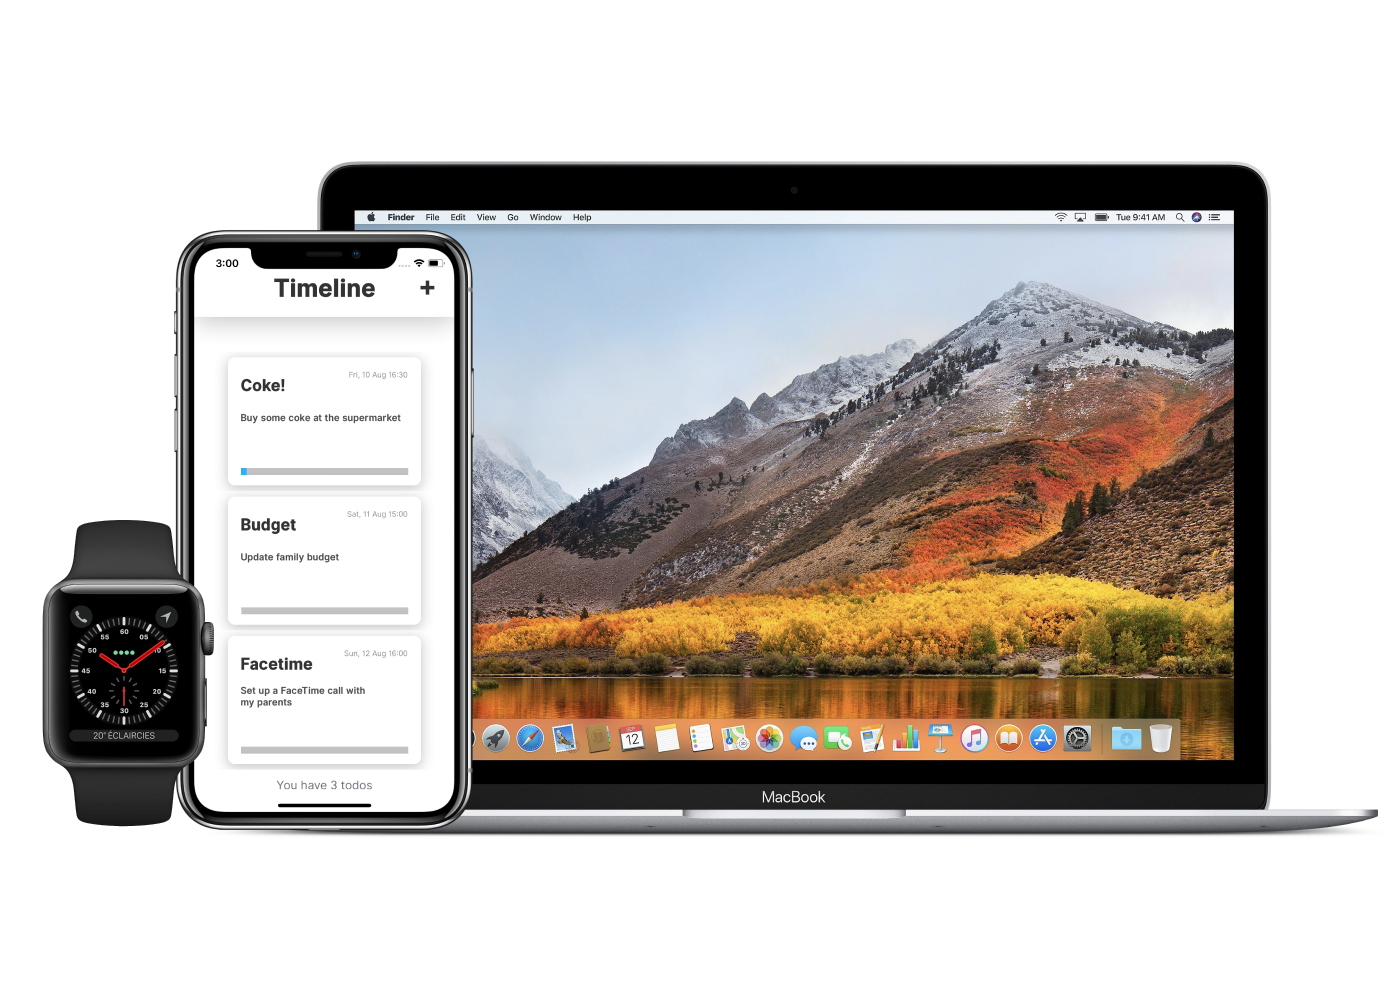 Finder File Edit View Go Window Help
Tue 9:41 AM
3:00
Timeline +
Fri, 10 Aug 16:30
Coke!
Buy some coke at the supermarket
Sat, 11 Aug 15:00
Budget
Update family budget
Sun, 12 Aug 16:00
Facetime
Set up a FaceTime call with
my parents
You have 3 todos
60
55 05
50 10
45 15
40 20
35 25
30
20° ÉCLAIRCIES
12
MacBook